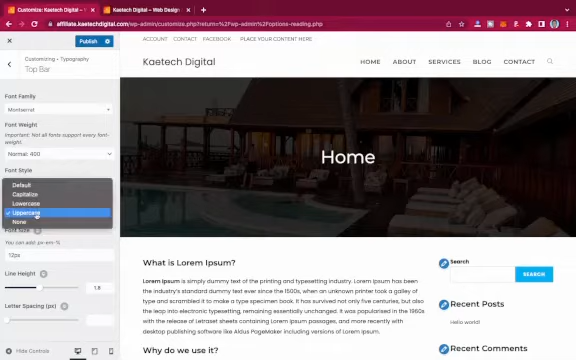 Customize: Kaetech Digital –
Kaetech Digital – Web Design
affiliate.kaetechdigital.com/wp-admin/customize.php?return=%2Fwp-admin%2Foptions-reading.php
Publish
Customizing • Typography
Top Bar
Font Family
Montserrat
Font Weight
Important: Not all fonts support every font-
weight.
Normal: 400
Font Style
Default
Capitalize
Lowercase
✓ Uppercase
None
Font Size
You can add: px-em-%
12px
Line Height
1.8
Letter Spacing (px)
Hide Controls
ACCOUNT CONTACT FACEBOOK PLACE YOUR CONTENT HERE
Kaetech Digital
HOME ABOUT SERVICES BLOG CONTACT
Home
What is Lorem Ipsum?
Lorem Ipsum is simply dummy text of the printing and typesetting industry. Lorem Ipsum has been
the industry's standard dummy text ever since the 1500s, when an unknown printer took a galley of
type and scrambled it to make a type specimen book. It has survived not only five centuries, but also
the leap into electronic typesetting, remaining essentially unchanged. It was popularised in the 1960s
with the release of Letraset sheets containing Lorem Ipsum passages, and more recently with
desktop publishing software like Aldus PageMaker including versions of Lorem Ipsum.
Why do we use it?
Search
SEARCH
Recent Posts
Hello world!
Recent Comments